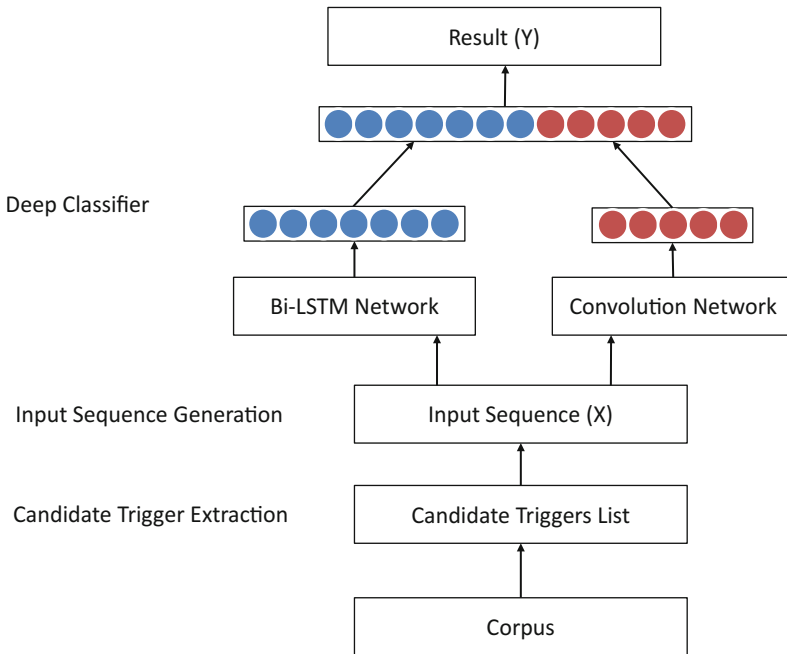 Result (Y)
Deep Classifier
Bi-LSTM Network
Convolution Network
Input Sequence Generation
Input Sequence (X)
Candidate Trigger Extraction
Candidate Triggers List
Corpus